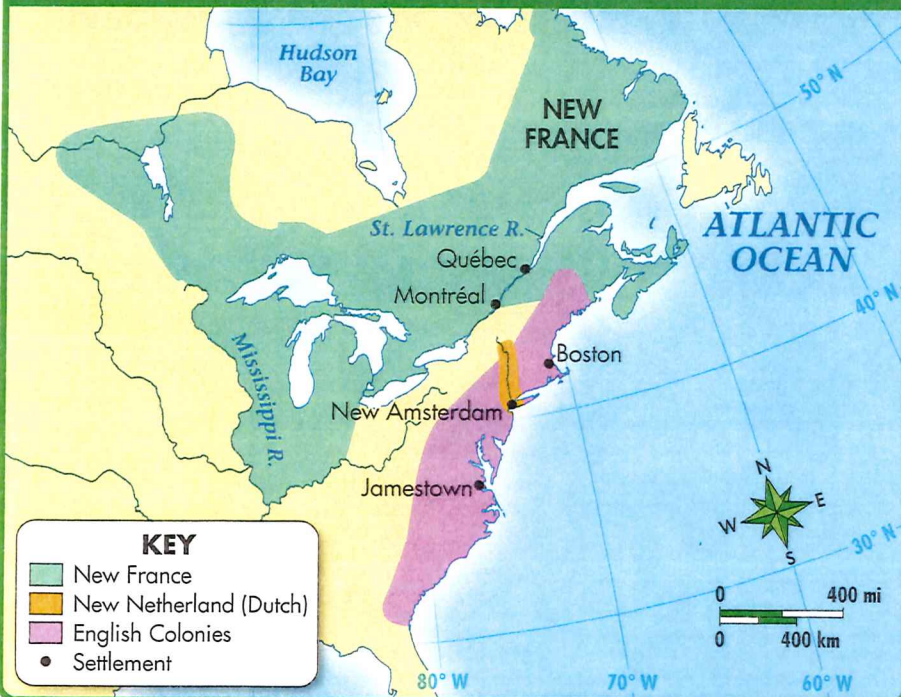 Hudson
Bay
NEW
FRANCE
50° N
St. Lawrence R.
ATLANTIC
OCEAN
Québec
Montréal
40° N
Mississippi R.
Boston
New Amsterdam
Jamestown
N
W
E
S
30° N
KEY
New France
New Netherland (Dutch)
English Colonies
Settlement
0 400 mi
0 400 km
80° W
70° W
60° W